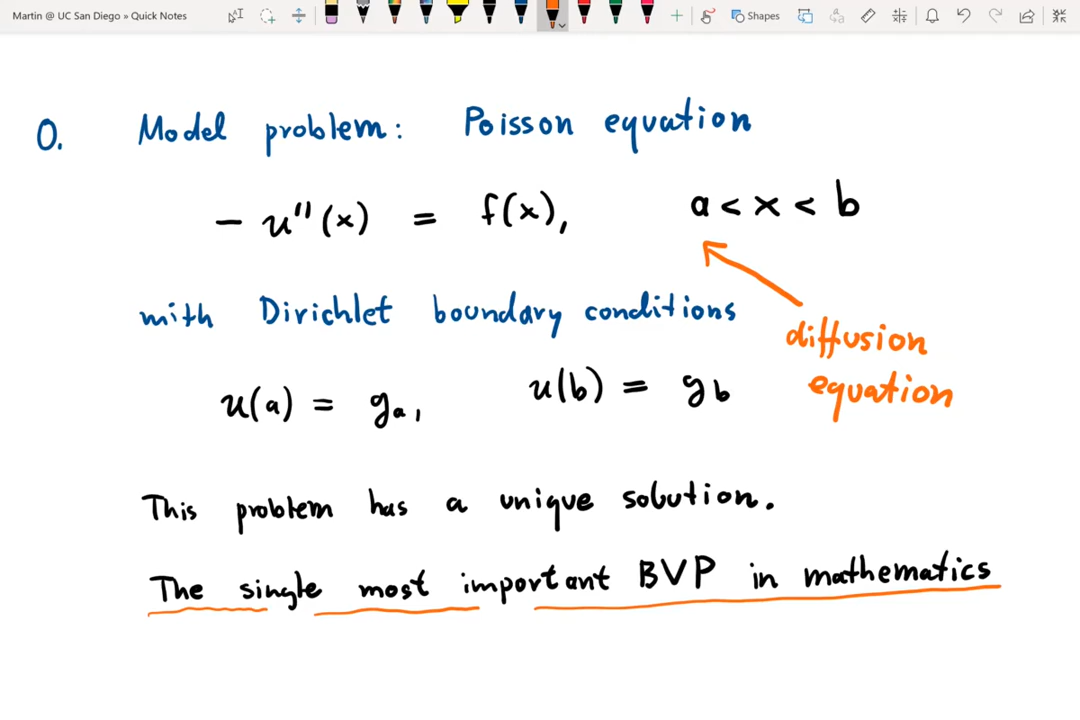 Martin @ UC San Diego » Quick Notes
Shapes
0. Model problem: Poisson equation
- u''(x) = f(x), a < x < b
with Dirichlet boundary conditions
diffusion
equation
u(a) = ga, u(b) = gb
This problem has a unique solution.
The single most important BVP in mathematics